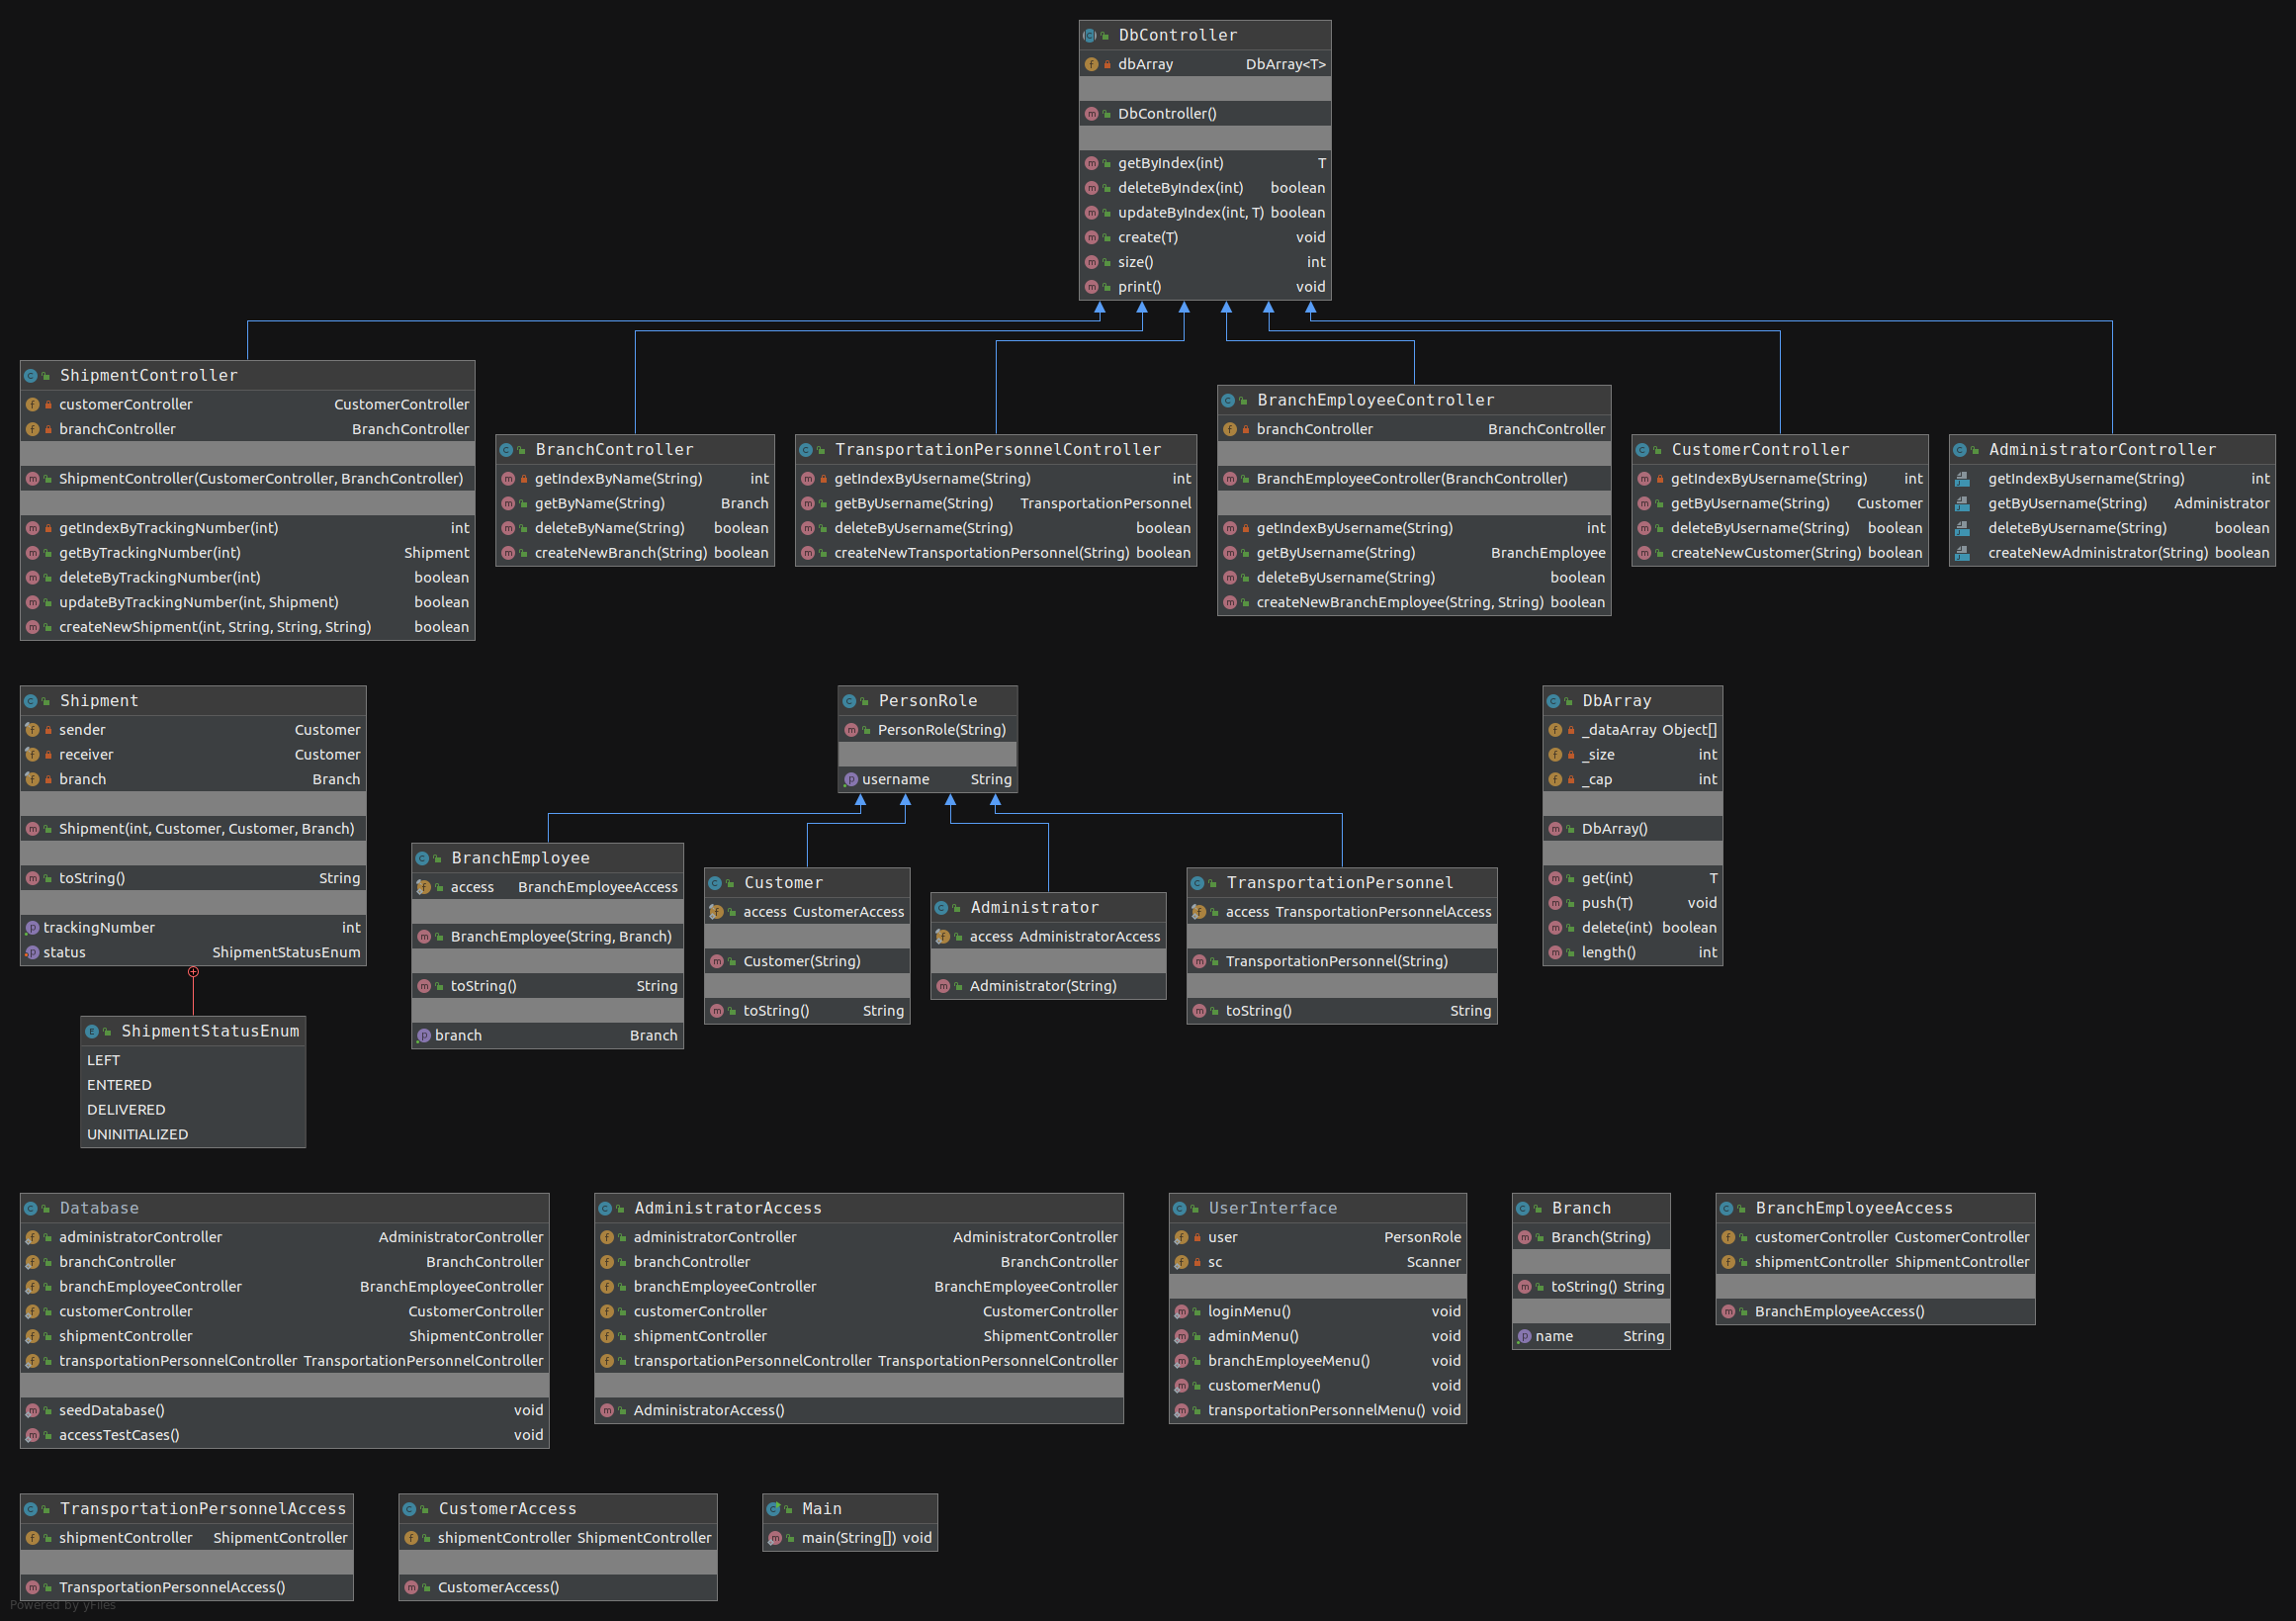 DbController
dbArray DbArray<T>
DbController()
getByIndex(int) T
deleteByIndex(int) boolean
updateByIndex(int, T) boolean
create(T) void
size() int
print() void
ShipmentController
customerController CustomerController
branchController BranchController
ShipmentController(CustomerController, BranchController)
getIndexByTrackingNumber(int) int
getByTrackingNumber(int) Shipment
deleteByTrackingNumber(int) boolean
updateByTrackingNumber(int, Shipment) boolean
createNewShipment(int, String, String, String) boolean
BranchController
getIndexByName(String) int
getByName(String) Branch
deleteByName(String) boolean
createNewBranch(String) boolean
TransportationPersonnelController
getIndexByUsername(String) int
getByUsername(String) TransportationPersonnel
deleteByUsername(String) boolean
createNewTransportationPersonnel(String) boolean
BranchEmployeeController
branchController BranchController
BranchEmployeeController(BranchController)
getIndexByUsername(String) int
getByUsername(String) BranchEmployee
deleteByUsername(String) boolean
createNewBranchEmployee(String, String) boolean
CustomerController
getIndexByUsername(String) int
getByUsername(String) Customer
deleteByUsername(String) boolean
createNewCustomer(String) boolean
AdministratorController
getIndexByUsername(String) int
getByUsername(String) Administrator
deleteByUsername(String) boolean
createNewAdministrator(String) boolean
Shipment
sender Customer
receiver Customer
branch Branch
Shipment(int, Customer, Customer, Branch)
toString() String
trackingNumber int
status ShipmentStatusEnum
ShipmentStatusEnum
LEFT
ENTERED
DELIVERED
UNINITIALIZED
PersonRole
PersonRole(String)
username String
BranchEmployee
access BranchEmployeeAccess
BranchEmployee(String, Branch)
toString() String
branch Branch
Customer
access CustomerAccess
Customer(String)
toString() String
Administrator
access AdministratorAccess
Administrator(String)
TransportationPersonnel
access TransportationPersonnelAccess
TransportationPersonnel(String)
toString() String
DbArray
_dataArray Object[]
_size int
_cap int
DbArray()
get(int) T
push(T) void
delete(int) boolean
length() int
Database
administratorController AdministratorController
branchController BranchController
branchEmployeeController BranchEmployeeController
customerController CustomerController
shipmentController ShipmentController
transportationPersonnelController TransportationPersonnelController
seedDatabase() void
accessTestCases() void
AdministratorAccess
administratorController AdministratorController
branchController BranchController
branchEmployeeController BranchEmployeeController
customerController CustomerController
shipmentController ShipmentController
transportationPersonnelController TransportationPersonnelController
AdministratorAccess()
UserInterface
user PersonRole
sc Scanner
loginMenu() void
adminMenu() void
branchEmployeeMenu() void
customerMenu() void
transportationPersonnelMenu() void
Branch
Branch(String)
toString() String
name String
BranchEmployeeAccess
customerController CustomerController
shipmentController ShipmentController
BranchEmployeeAccess()
TransportationPersonnelAccess
shipmentController ShipmentController
TransportationPersonnelAccess()
CustomerAccess
shipmentController ShipmentController
CustomerAccess()
Main
main(String[]) void
Powered by yFiles